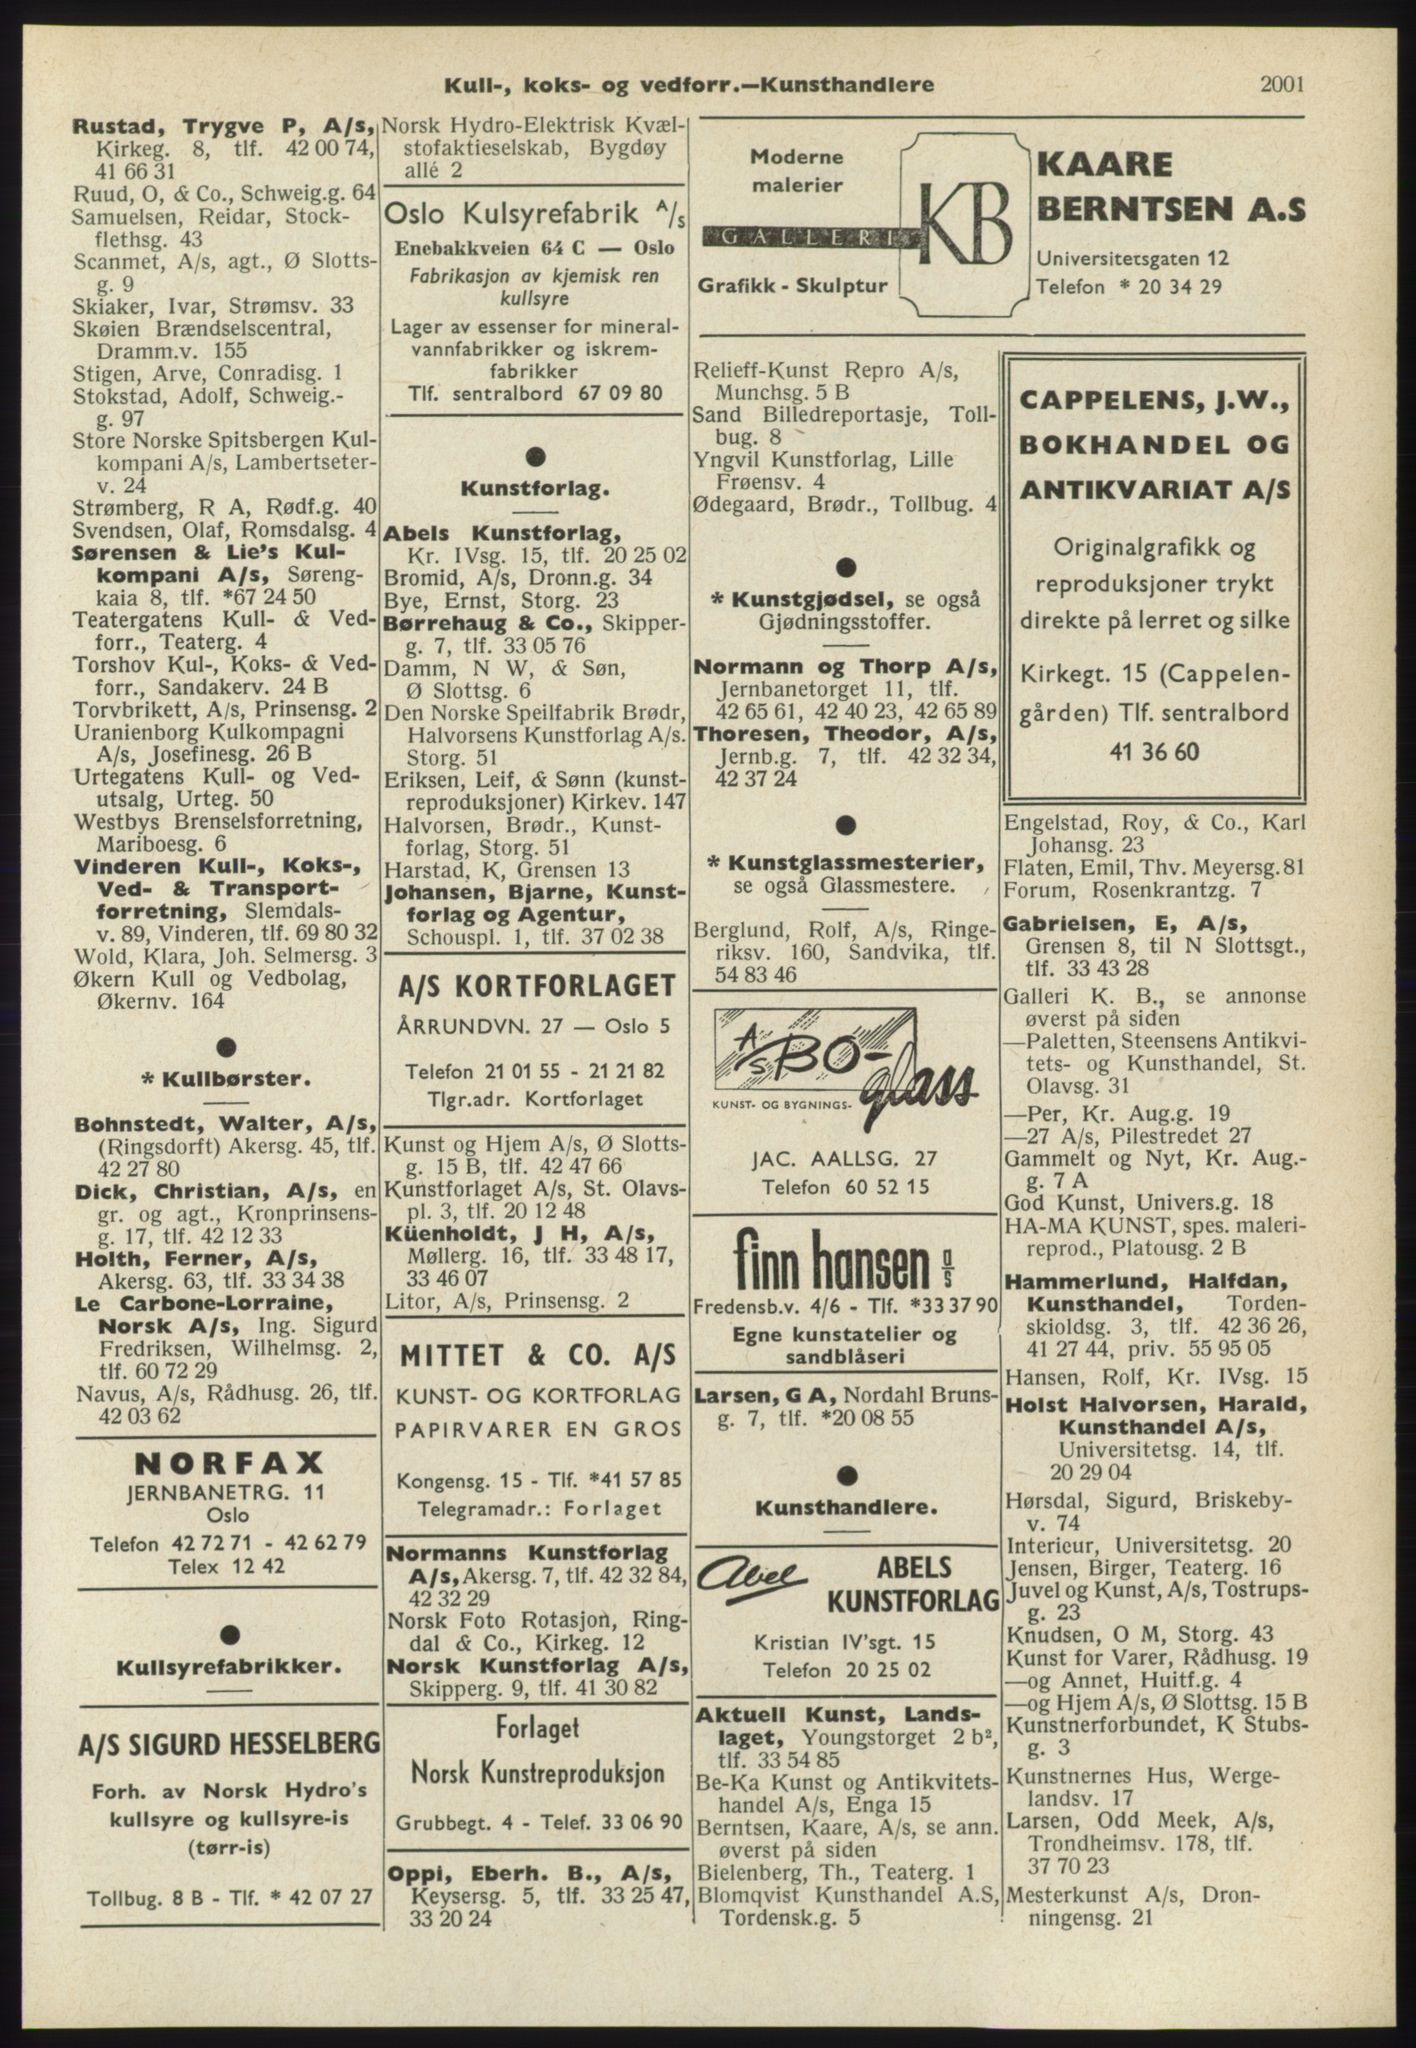 Kull-, koks- og vedforr.—Kunsthandlere
2001
Rustad, Trygve P, A/s,
Kirkeg. 8, tlf. 42 00 74,
41 66 31
Ruud, O, & Co., Schweig.g. 64
Samuelsen, Reidar, Stock-
flethsg. 43
Scanmet, A/s, agt., Ø Slotts-
g. 9
Skiaker, Ivar, Strømsv. 33
Skøien Brændselscentral,
Dramm.v. 155
Stigen, Arve, Conradisg. 1
Stokstad, Adolf, Schweig.-
g. 97
Store Norske Spitsbergen Kul-
kompani A/s, Lambertseter-
v. 24
Strømberg, R A, Rødf.g. 40
Svendsen, Olaf, Romsdalsg. 4
Sørensen & Lie's Kul-
kompani A/s, Søreng-
kaia 8, tlf. *67 24 50
Teatergatens Kull- & Ved-
forr., Teaterg. 4
Torshov Kul-, Koks- & Ved-
forr., Sandakerv. 24 B
Torvbrikett, A/s, Prinsensg. 2
Uranienborg Kulkompagni
A/s, Josefinesg. 26 B
Urtegatens Kull- og Ved-
utsalg, Urteg. 50
Westbys Brenselsforretning,
Mariboesg. 6
Vinderen Kull-, Koks-,
Ved- & Transport-
forretning, Slemdals-
v. 89, Vinderen, tlf. 69 80 32
Wold, Klara, Joh. Selmersg. 3
Økern Kull og Vedbolag,
Økernv. 164
* Kullbørster.
Bohnstedt, Walter, A/s,
(Ringsdorft) Akersg. 45, tlf.
42 27 80
Dick, Christian, A/s, en
gr. og agt., Kronprinsens-
g. 17, tlf. 42 12 33
Holth, Ferner, A/s,
Akersg. 63, tlf. 33 34 38
Le Carbone-Lorraine,
Norsk A/s, Ing. Sigurd
Fredriksen, Wilhelmsg. 2,
tlf. 60 72 29
Navus, A/s, Rådhusg. 26, tlf.
42 03 62
NORFAX
JERNBANETRG. 11
Oslo
Telefon 42 72 71 - 42 62 79
Telex 12 42
Kullsyrefabrikker.
A/S SIGURD HESSELBERG
Forh. av Norsk Hydro's
kullsyre og kullsyre-is
(tørr-is)
Tollbug. 8 B - Tlf. * 42 07 27
Norsk Hydro-Elektrisk Kvæl-
stofaktieselskab, Bygdøy
allé 2
Oslo Kulsyrefabrik A/s
Enebakkveien 64 C — Oslo
Fabrikasjon av kjemisk ren
kullsyre
Lager av essenser for mineral-
vannfabrikker og iskrem-
fabrikker
Tlf. sentralbord 67 09 80
Kunstforlag.
Abels Kunstforlag,
Kr. IVsg. 15, tlf. 20 25 02
Bromid, A/s, Dronn.g. 34
Bye, Ernst, Storg. 23
Børrehaug & Co., Skipper-
g. 7, tlf. 33 05 76
Damm, N W, & Søn,
Ø Slottsg. 6
Den Norske Speilfabrik Brødr,
Halvorsens Kunstforlag A/s.
Storg. 51
Eriksen, Leif, & Sønn (kunst-
reproduksjoner) Kirkev. 147
Halvorsen, Brødr., Kunst-
forlag, Storg. 51
Harstad, K, Grensen 13
Johansen, Bjarne, Kunst-
forlag og Agentur,
Schouspl. 1, tlf. 37 02 38
A/S KORTFORLAGET
ÅRRUNDVN. 27 — Oslo 5
Telefon 21 01 55 - 21 21 82
Tlgr.adr. Kortforlaget
Kunst og Hjem A/s, Ø Slotts-
g. 15 B, tlf. 42 47 66
Kunstforlaget A/s, St. Olavs-
pl. 3, tlf. 20 12 48
Küenholdt, J H, A/s,
Møllerg. 16, tlf. 33 48 17,
33 46 07
Litor, A/s, Prinsensg. 2
MITTET & CO. A/S
KUNST- OG KORTFORLAG
PAPIRVARER EN GROS
Kongensg. 15 - Tlf. *41 57 85
Telegramadr.: Forlaget
Normanns Kunstforlag
A/s, Akersg. 7, tlf. 42 32 84,
42 32 29
Norsk Foto Rotasjon, Ring-
dal & Co., Kirkeg. 12
Norsk Kunstforlag A/s,
Skipperg. 9, tlf. 41 30 82
Forlaget
Norsk Kunstreproduksjon
Grubbegt. 4 - Telef. 33 06 90
Oppi, Eberh. B., A/s,
Keysersg. 5, tlf. 33 25 47,
33 20 24
Moderne
malerier
GALLERI
Grafikk - Skulptur
KB
KAARE
BERNTSEN A.S
Universitetsgaten 12
Telefon * 20 34 29
Relieff-Kunst Repro A/s,
Munchsg. 5 B
Sand Billedreportasje, Toll-
bug. 8
Yngvil Kunstforlag, Lille
Frøensv. 4
Ødegaard, Brødr., Tollbug. 4
* Kunstgjødsel, se også
Gjødningsstoffer.
Normann og Thorp A/s,
Jernbanetorget 11, tlf.
42 65 61, 42 40 23, 42 65 89
Thoresen, Theodor, A/s,
Jernb.g. 7, tlf. 42 32 34,
42 37 24
* Kunstglassmesterier,
se også Glassmestere.
Berglund, Rolf, A/s, Ringe-
riksv. 160, Sandvika, tlf.
54 83 46
A/S BO-
glass
KUNST- OG BYGNINGS-
JAC. AALLSG. 27
Telefon 60 52 15
finn hansen a/s
Fredensb.v. 4/6 - Tlf. *33 37 90
Egne kunstatelier og
sandblåseri
Larsen, G A, Nordahl Bruns-
g. 7, tlf. *20 08 55
Kunsthandlere.
Abel
ABELS
KUNSTFORLAG
Kristian IV'sgt. 15
Telefon 20 25 02
Aktuell Kunst, Lands-
laget, Youngstorget 2 b²,
tlf. 33 54 85
Be-Ka Kunst og Antikvitets-
handel A/s, Enga 15
Berntsen, Kaare, A/s, se ann.
øverst på siden
Bielenberg, Th., Teaterg. 1
Blomqvist Kunsthandel A.S,
Tordensk.g. 5
CAPPELENS, J.W.,
BOKHANDEL OG
ANTIKVARIAT A/S
Originalgrafikk og
reproduksjoner trykt
direkte på lerret og silke
Kirkegt. 15 (Cappelen-
gården) Tlf. sentralbord
41 36 60
Engelstad, Roy, & Co., Karl
Johansg. 23
Flaten, Emil, Thv. Meyersg. 81
Forum, Rosenkrantzg. 7
Gabrielsen, E, A/s,
Grensen 8, til N Slottsgt.,
tlf. 33 43 28
Galleri K. B., se annonse
øverst på siden
—Paletten, Steensens Antikvi-
tets- og Kunsthandel, St.
Olavsg. 31
—Per, Kr. Aug.g. 19
—27 A/s, Pilestredet 27
Gammelt og Nyt, Kr. Aug.-
g. 7 A
God Kunst, Univers.g. 18
HA-MA KUNST, spes. maleri-
reprod., Platousg. 2 B
Hammerlund, Halfdan,
Kunsthandel, Torden-
skioldsg. 3, tlf. 42 36 26,
41 27 44, priv. 55 95 05
Hansen, Rolf, Kr. IVsg. 15
Holst Halvorsen, Harald,
Kunsthandel A/s,
Universitetsg. 14, tlf.
20 29 04
Hørsdal, Sigurd, Briskeby-
v. 74
Interieur, Universitetsg. 20
Jensen, Birger, Teaterg. 16
Juvel og Kunst, A/s, Tostrups-
g. 23
Knudsen, O M, Storg. 43
Kunst for Varer, Rådhusg. 19
—og Annet, Huitf.g. 4
—og Hjem A/s, Ø Slottsg. 15 B
Kunstnerforbundet, K Stubs-
g. 3
Kunstnernes Hus, Werge-
landsv. 17
Larsen, Odd Meek, A/s,
Trondheimsv. 178, tlf.
37 70 23
Mesterkunst A/s, Dron-
ningensg. 21